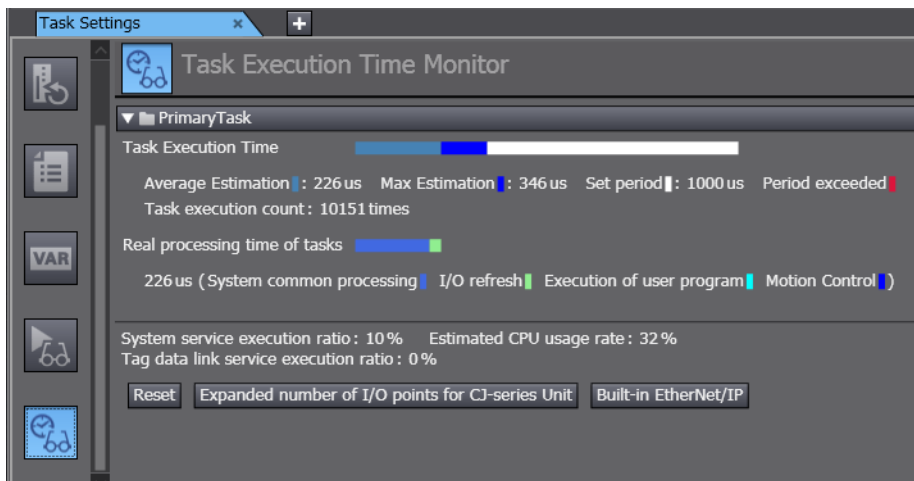 Task Settings × +
Task Execution Time Monitor
PrimaryTask
Task Execution Time
Average Estimation : 226 us Max Estimation : 346 us Set period : 1000 us Period exceeded
Task execution count : 10151 times
Real processing time of tasks
VAR
226 us ( System common processing I/O refresh Execution of user program Motion Control )
System service execution ratio : 10 % Estimated CPU usage rate : 32 %
Tag data link service execution ratio : 0 %
Reset Expanded number of I/O points for CJ-series Unit Built-in EtherNet/IP